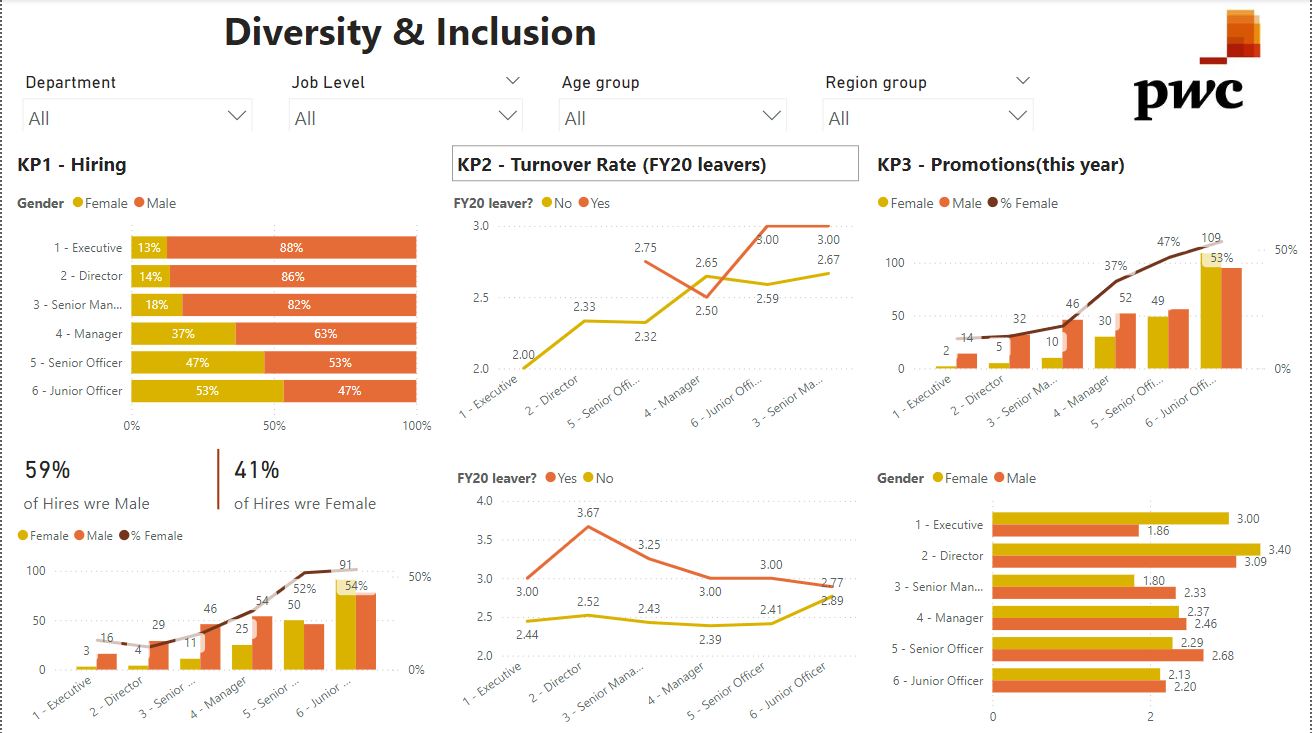 Diversity & Inclusion
pwc
Department
Job Level
Age group
Region group
All
All
All
All
KP1 - Hiring
Gender Female Male
1 - Executive 13% 88%
2 - Director 14% 86%
3 - Senior Man... 18% 82%
4 - Manager 37% 63%
5 - Senior Officer 47% 53%
6 - Junior Officer 53% 47%
0% 50% 100%
59%
of Hires wre Male
41%
of Hires wre Female
Female Male % Female
100
50
0
50%
0%
3 16 4 29 11 46 25 54 50 52% 91 54%
1 - Executive
2 - Director
3 - Senior ...
4 - Manager
5 - Senior ...
6 - Junior ...
KP2 - Turnover Rate (FY20 leavers)
FY20 leaver? No Yes
3.0
2.5
2.0
2.00 2.33 2.75 2.32 2.65 2.50 3.00 2.59 3.00 2.67
1 - Executive
2 - Director
5 - Senior Offi...
4 - Manager
6 - Junior Offi...
3 - Senior Ma...
FY20 leaver? Yes No
4.0
3.5
3.0
2.5
2.0
3.00 2.44 3.67 2.52 3.25 2.43 3.00 2.39 3.00 2.41 2.77 2.89
1 - Executive
2 - Director
3 - Senior Mana...
4 - Manager
5 - Senior Officer
6 - Junior Officer
KP3 - Promotions(this year)
Female Male % Female
100
50
0
50%
0%
2 14 5 32 10 46 30 37% 52 49 47% 109 53%
1 - Executive
2 - Director
3 - Senior Ma...
4 - Manager
5 - Senior Offi...
6 - Junior Offi...
Gender Female Male
1 - Executive 3.00 1.86
2 - Director 3.40 3.09
3 - Senior Man... 1.80 2.33
4 - Manager 2.37 2.46
5 - Senior Officer 2.29 2.68
6 - Junior Officer 2.13 2.20
0 2